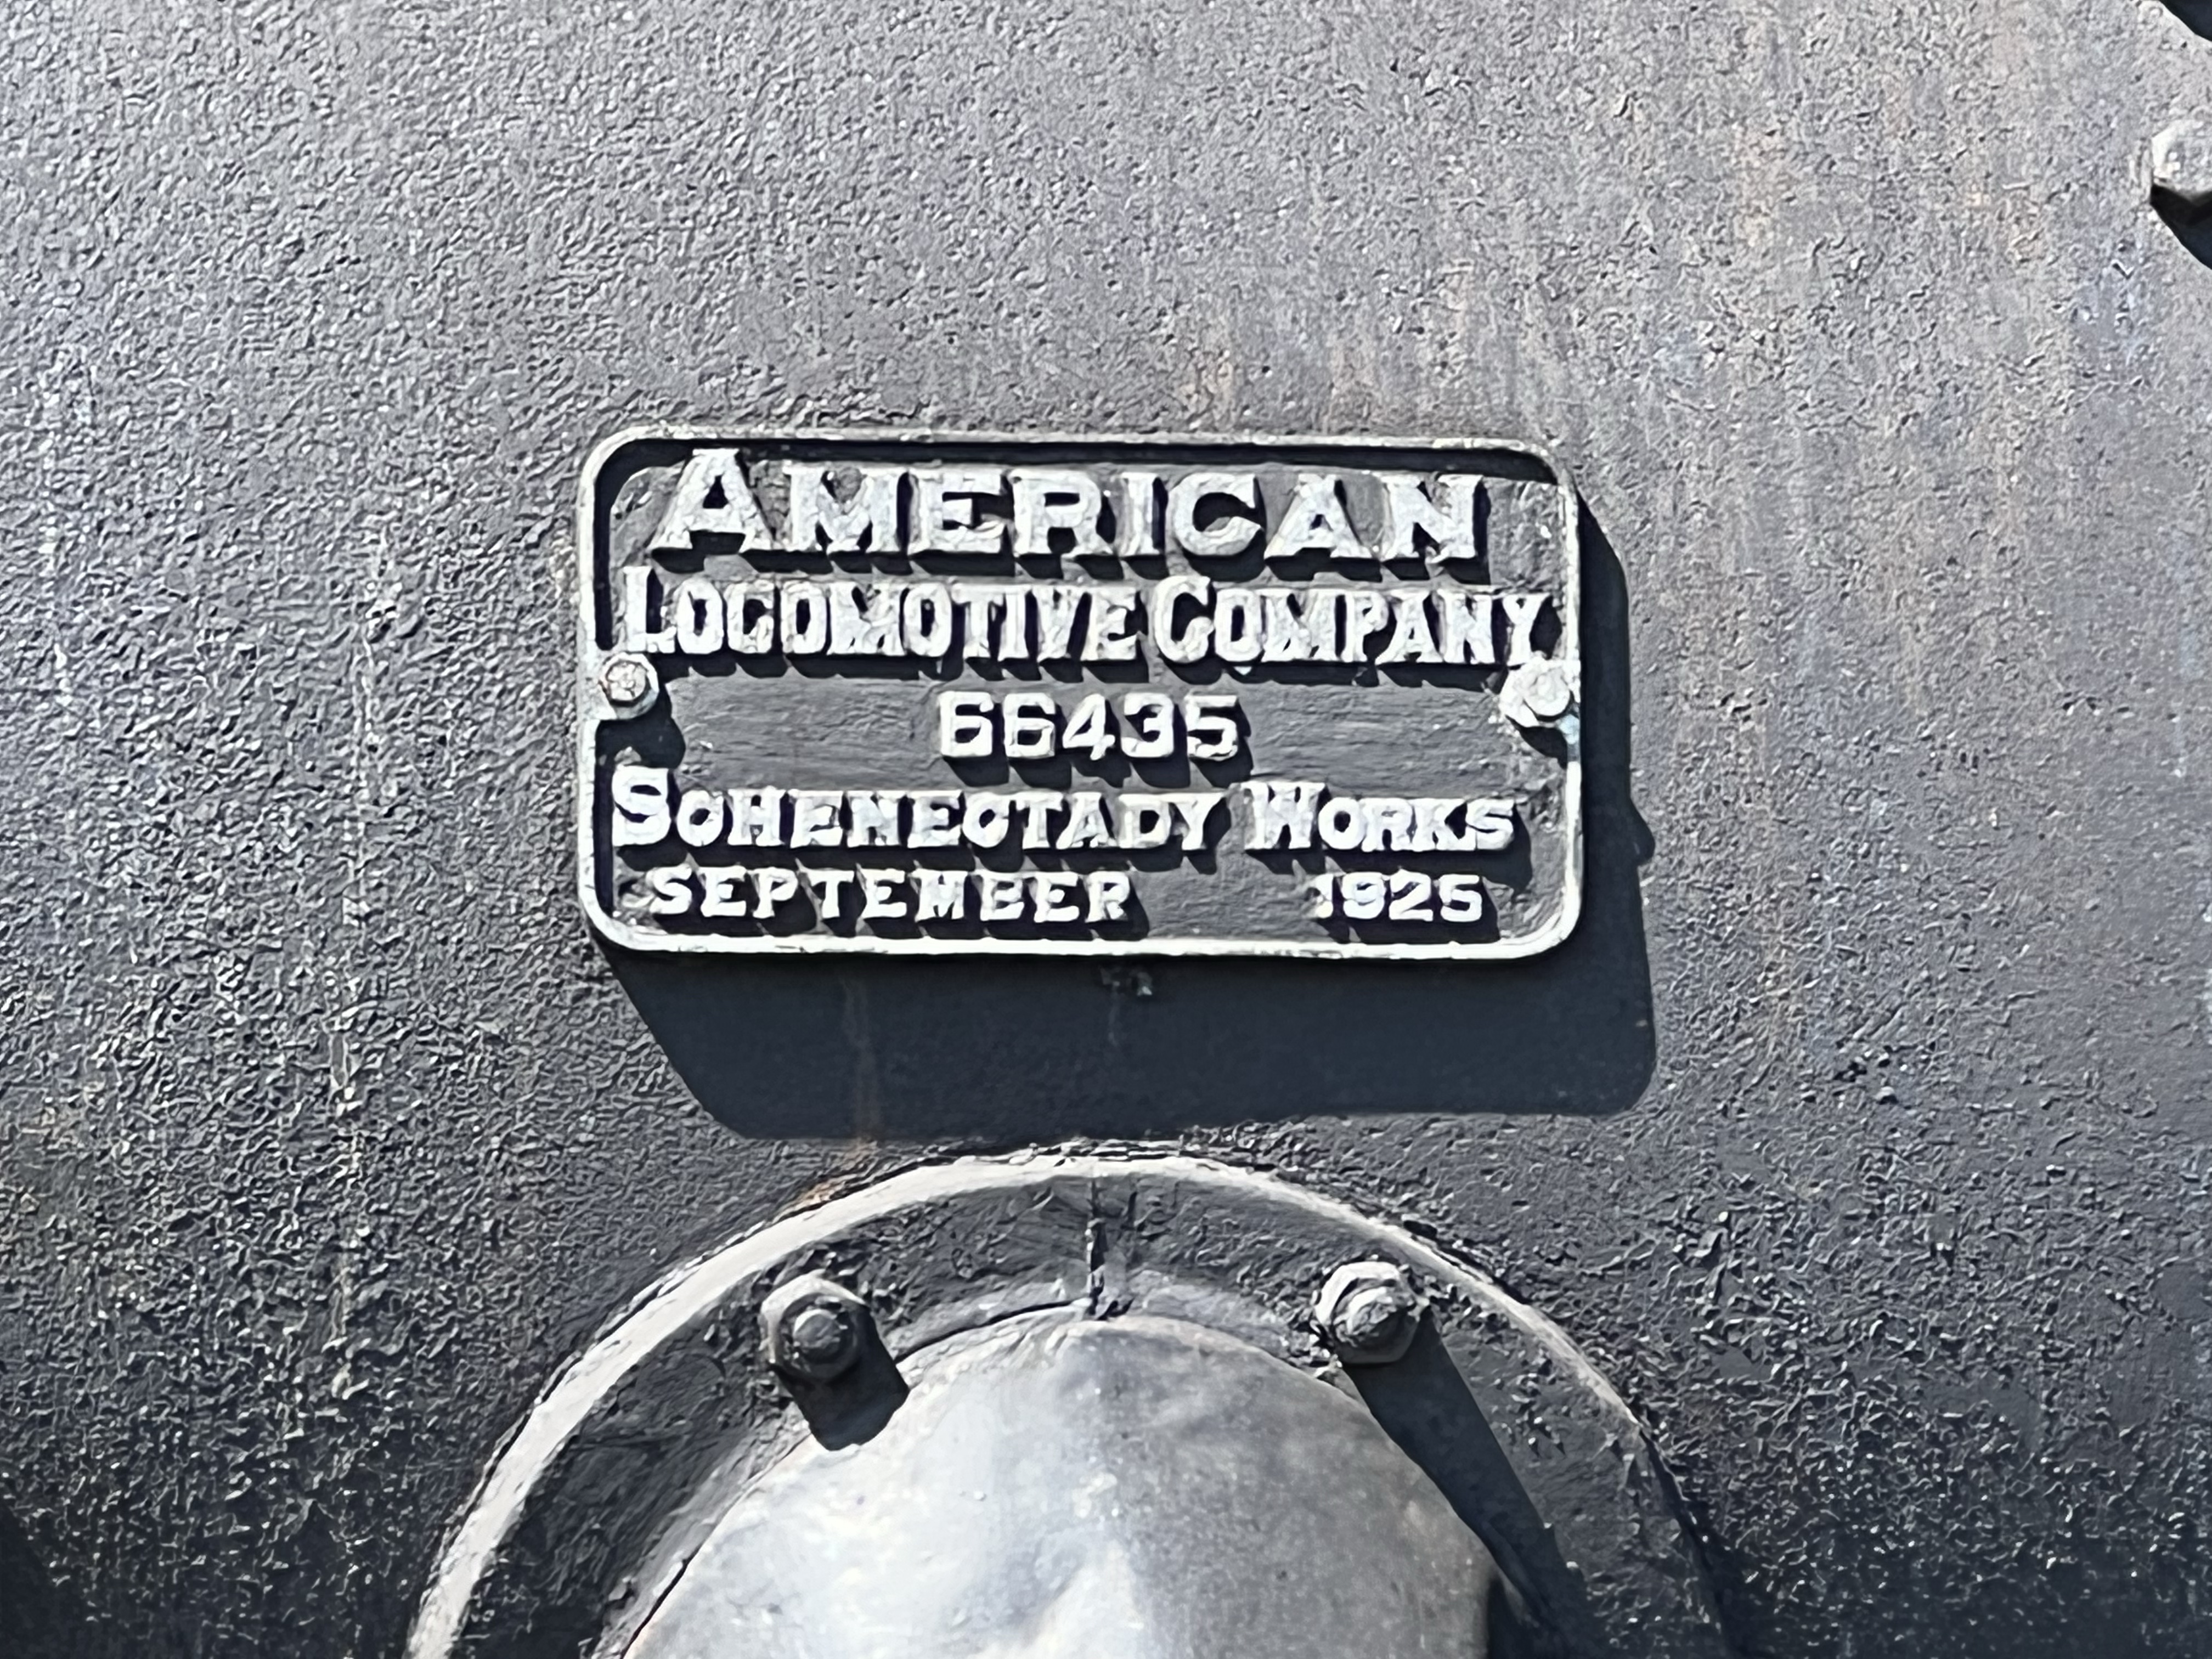 AMERICAN
LOCOMOTIVE COMPANY
66435
SCHENECTADY WORKS
SEPTEMBER 1925